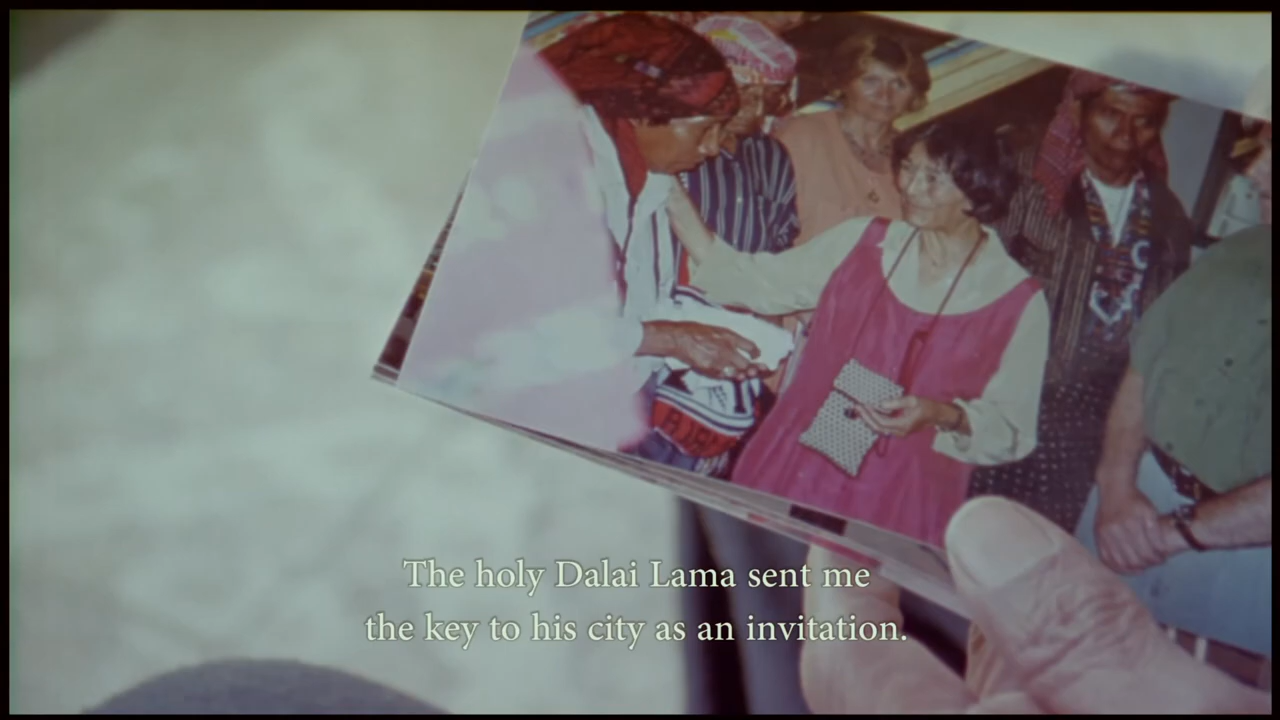 The holy Dalai Lama sent me
the key to his city as an invitation.